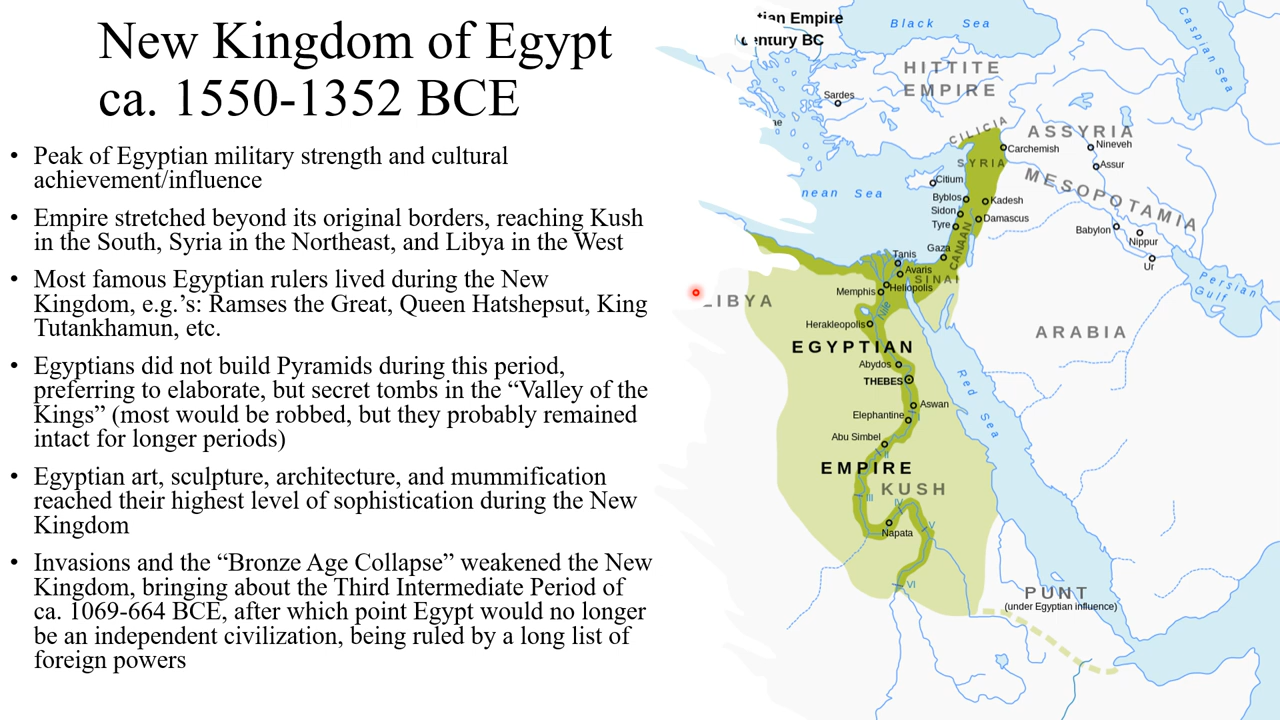 New Kingdom of Egypt
ca. 1550-1352 BCE
• Peak of Egyptian military strength and cultural
achievement/influence
• Empire stretched beyond its original borders, reaching Kush
in the South, Syria in the Northeast, and Libya in the West
• Most famous Egyptian rulers lived during the New
Kingdom, e.g.'s: Ramses the Great, Queen Hatshepsut, King
Tutankhamun, etc.
• Egyptians did not build Pyramids during this period,
preferring to elaborate, but secret tombs in the “Valley of the
Kings” (most would be robbed, but they probably remained
intact for longer periods)
• Egyptian art, sculpture, architecture, and mummification
reached their highest level of sophistication during the New
Kingdom
• Invasions and the “Bronze Age Collapse” weakened the New
Kingdom, bringing about the Third Intermediate Period of
ca. 1069-664 BCE, after which point Egypt would no longer
be an independent civilization, being ruled by a long list of
foreign powers
tian Empire
entury BC
Black Sea
Caspian Sea
HITTITE
EMPIRE
Sardes
ae
CILICIA
ASSYRIA
Nineveh
Carchemish
SYRIA
Assur
MESOPOTAMIA
Citium
nean Sea
Byblos
Kadesh
Sidon
Damascus
Tyre
Babylon
Nippur
CANAAN
Gaza
Tanis
Ur
Avaris
SINAI
Heliopolis
Memphis
Persian
Gulf
LIBYA
Nile
Herakleopolis
ARABIA
EGYPTIAN
Abydos
THEBES
Red Sea
Aswan
Elephantine
Abu Simbel
II
EMPIRE
KUSH
III
IV
V
Napata
VI
PUNT
(under Egyptian influence)